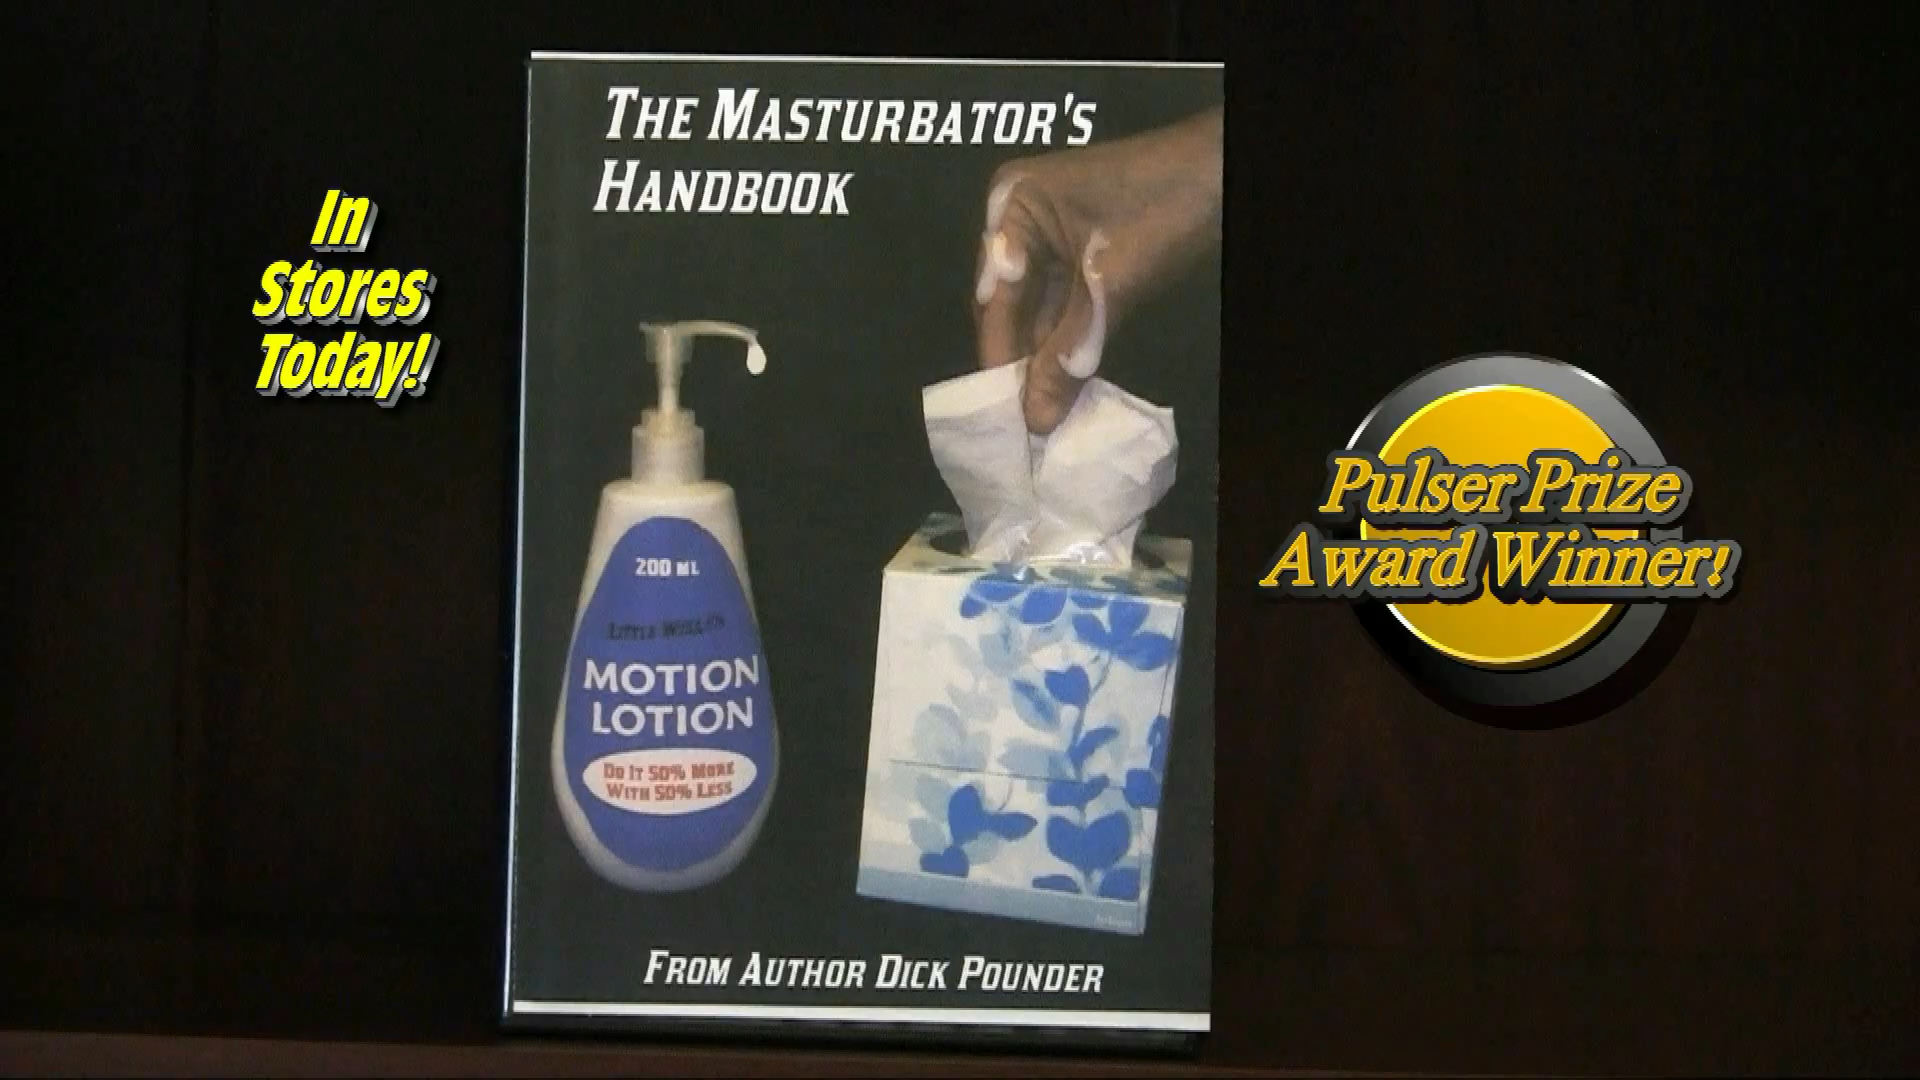 In
Stores
Today!
THE MASTURBATOR'S
HANDBOOK
200 ML
LITTLE
MOTION
LOTION
DO IT 50% MORE
WITH 50% LESS
FROM AUTHOR DICK POUNDER
Pulser Prize
Award Winner!